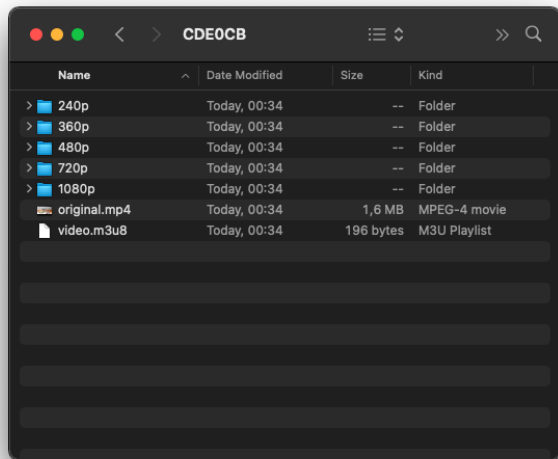 CDE0CB
Name Date Modified Size Kind
240p Today, 00:34 -- Folder
360p Today, 00:34 -- Folder
480p Today, 00:34 -- Folder
720p Today, 00:34 -- Folder
1080p Today, 00:34 -- Folder
original.mp4 Today, 00:34 1,6 MB MPEG-4 movie
video.m3u8 Today, 00:34 196 bytes M3U Playlist